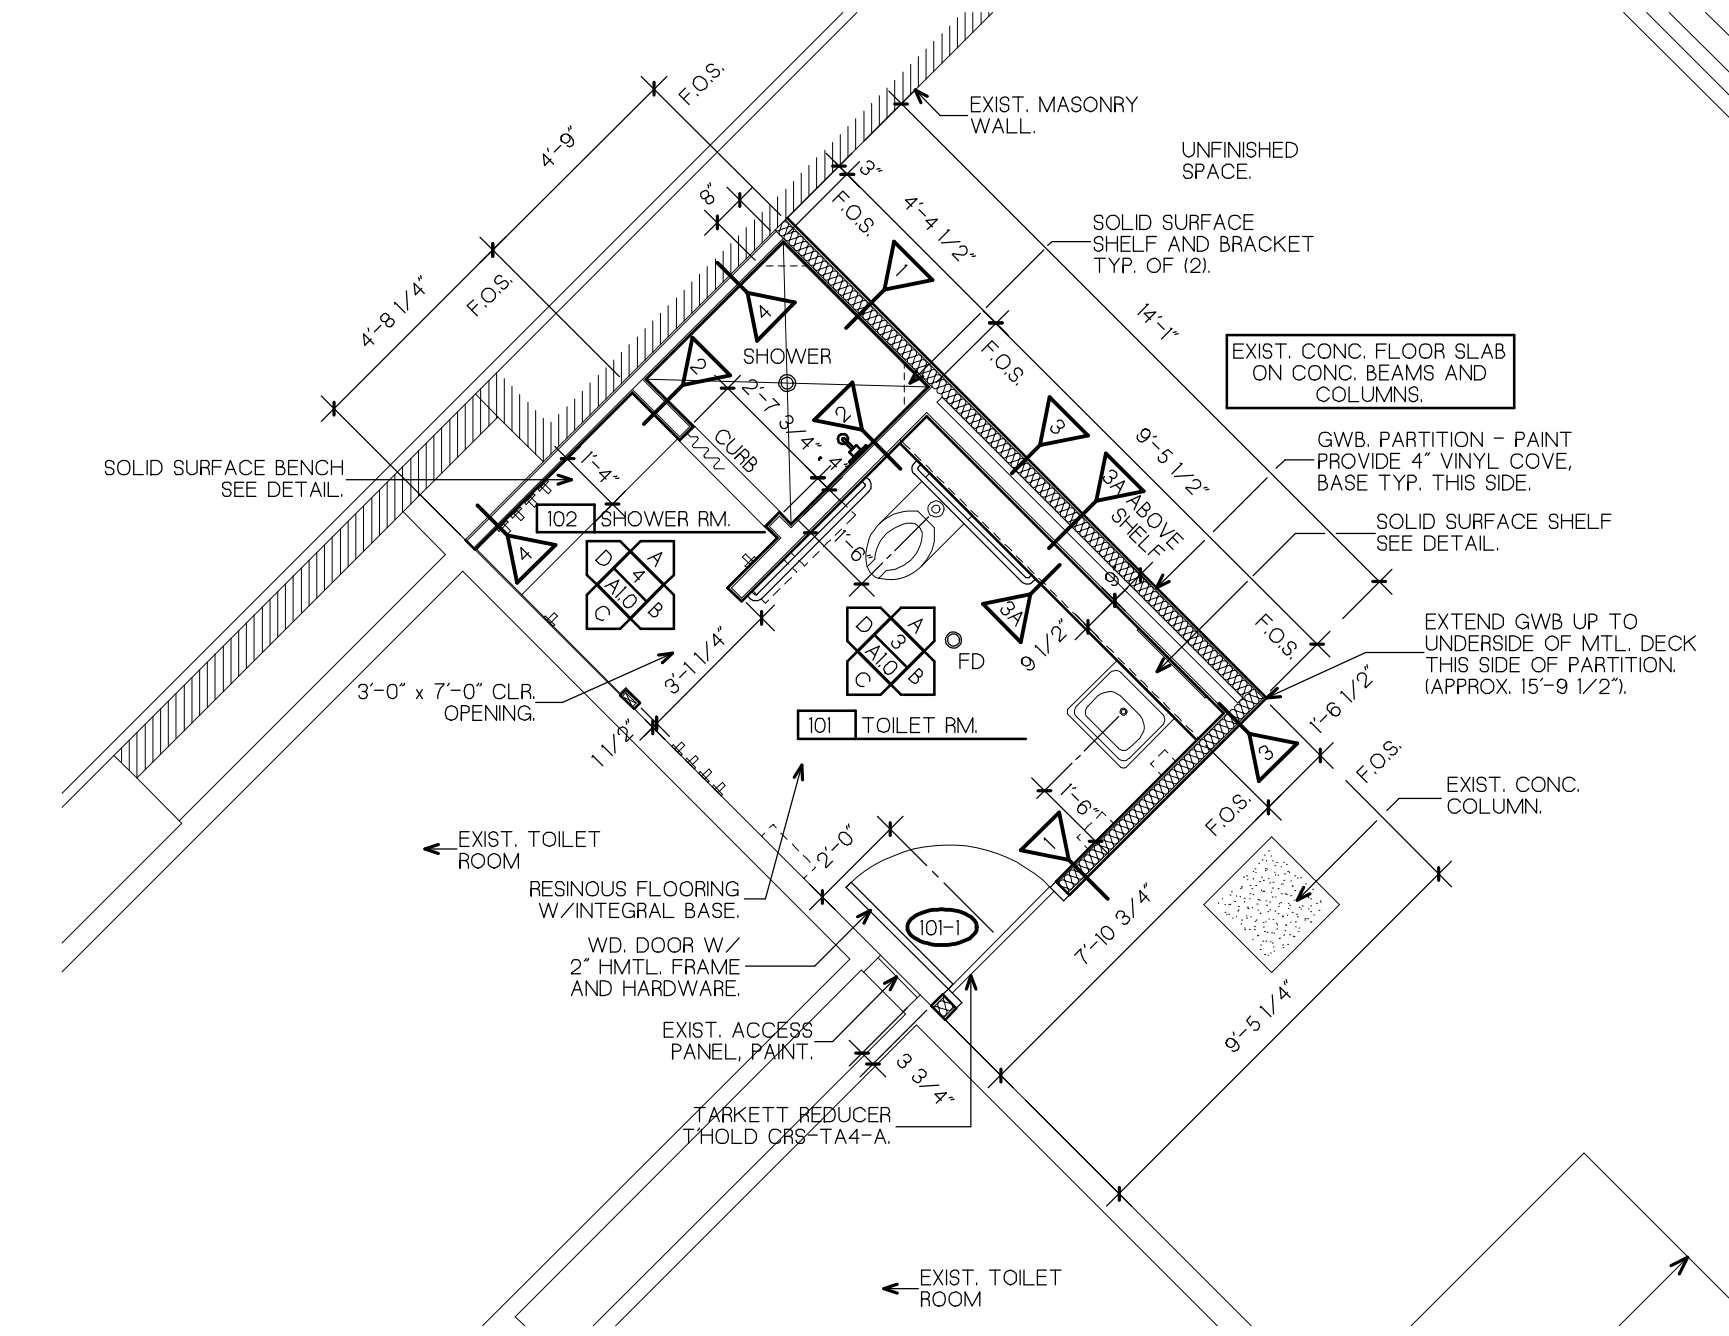 F.O.S.
4'-9"
EXIST. MASONRY
WALL.
UNFINISHED
SPACE.
3"
8"
F.O.S.
4'-4 1/2"
SOLID SURFACE
SHELF AND BRACKET
TYP. OF (2).
1
F.O.S.
4'-8 1/4"
4
14'-1"
SHOWER
F.O.S.
EXIST. CONC. FLOOR SLAB
ON CONC. BEAMS AND
COLUMNS.
2
2'-7 3/4"
2
3
9'-5 1/2"
GWB. PARTITION - PAINT
PROVIDE 4" VINYL COVE,
BASE TYP. THIS SIDE.
CURB
4"
SOLID SURFACE BENCH
SEE DETAIL.
1'-4"
3A
ABOVE
SHELF
102 SHOWER RM.
SOLID SURFACE SHELF
SEE DETAIL.
4
1'-6"
D A
4
A1.0
C B
3A
D A
3
A1.0
C B
FD
9 1/2"
F.O.S.
EXTEND GWB UP TO
UNDERSIDE OF MTL. DECK
THIS SIDE OF PARTITION.
(APPROX. 15'-9 1/2").
3'-1 1/4"
3'-0" x 7'-0" CLR.
OPENING.
1 1/2"
101 TOILET RM.
1'-6 1/2"
3
F.O.S.
EXIST. CONC.
COLUMN.
1'-6"
F.O.S.
1
EXIST. TOILET
ROOM
2'-0"
RESINOUS FLOORING
W/INTEGRAL BASE.
101-1
7'-10 3/4"
WD. DOOR W/
2" HMTL. FRAME
AND HARDWARE.
9'-5 1/4"
EXIST. ACCESS
PANEL, PAINT.
3 3/4"
TARKETT REDUCER
T'HOLD CRS-TA4-A.
EXIST. TOILET
ROOM